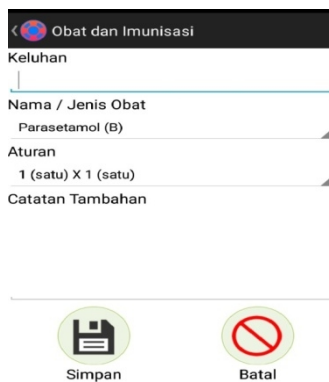 Obat dan Imunisasi
Keluhan
Nama / Jenis Obat
Parasetamol (B)
Aturan
1 (satu) X 1 (satu)
Catatan Tambahan
Simpan Batal